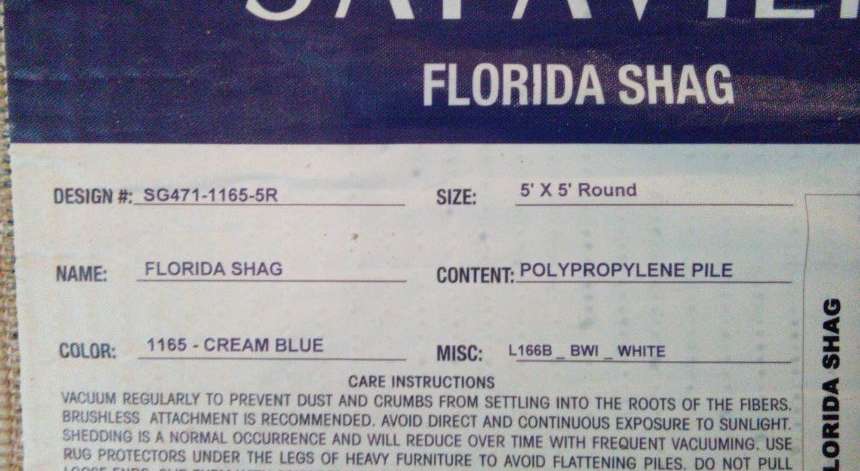 FLORIDA SHAG
DESIGN #: SG471-1165-5R
SIZE: 5' X 5' Round
NAME: FLORIDA SHAG
CONTENT: POLYPROPYLENE PILE
COLOR: 1165 - CREAM BLUE
MISC: L166B _ BWI _ WHITE
CARE INSTRUCTIONS
VACUUM REGULARLY TO PREVENT DUST AND CRUMBS FROM SETTLING INTO THE ROOTS OF THE FIBERS.
BRUSHLESS ATTACHMENT IS RECOMMENDED. AVOID DIRECT AND CONTINUOUS EXPOSURE TO SUNLIGHT.
SHEDDING IS A NORMAL OCCURRENCE AND WILL REDUCE OVER TIME WITH FREQUENT VACUUMING. USE
RUG PROTECTORS UNDER THE LEGS OF HEAVY FURNITURE TO AVOID FLATTENING PILES. DO NOT PULL
LORIDA SHAG